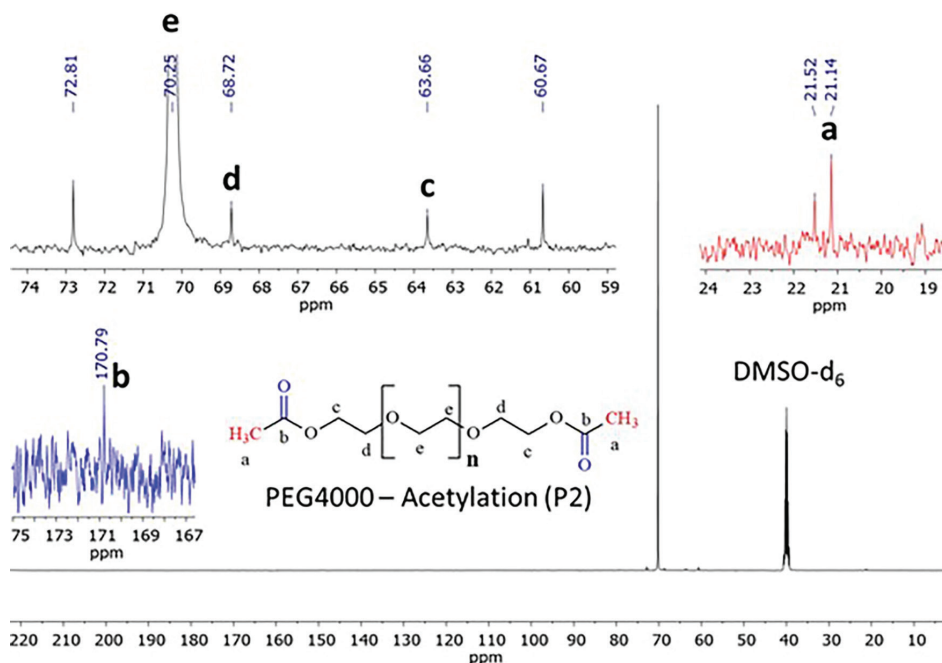 e
72.81
70.25
68.72
63.66
60.67
d
c
74 73 72 71 70 69 68 67 66 65 64 63 62 61 60 59
ppm
21.52
21.14
a
24 23 22 21 20 19
ppm
170.79
b
75 173 171 169 167
ppm
DMSO-d6
O
H3C
a
b
O
c
d
O
e
e
n
O
d
c
O
b
O
CH3
a
PEG4000 – Acetylation (P2)
220 210 200 190 180 170 160 150 140 130 120 110 100 90 80 70 60 50 40 30 20 10
ppm